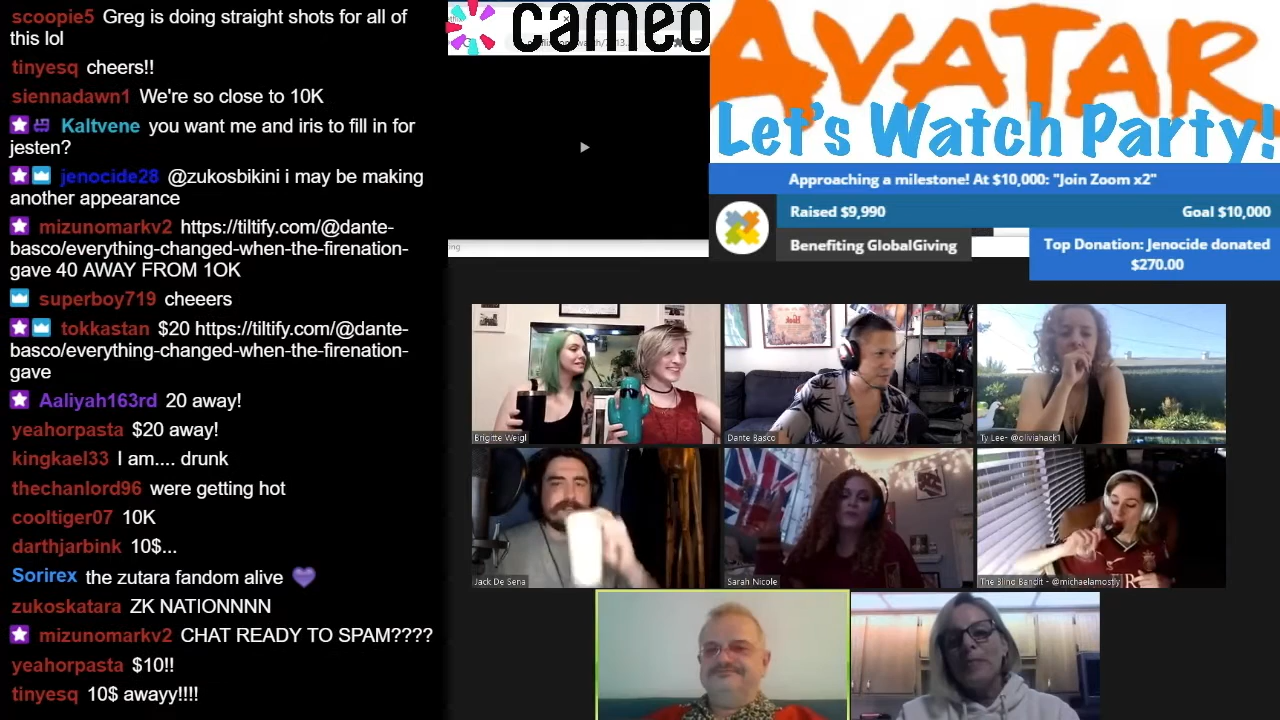 scoopie5 Greg is doing straight shots for all of
this lol
tinyesq cheers!!
siennadawn1 We're so close to 10K
Kaltvene you want me and iris to fill in for
jesten?
jenocide28 @zukosbikini i may be making
another appearance
mizunomarkv2 https://tiltify.com/@dante-
basco/everything-changed-when-the-firenation-
gave 40 AWAY FROM 1OK
superboy719 cheeers
tokkastan $20 https://tiltify.com/@dante-
basco/everything-changed-when-the-firenation-
gave
Aaliyah163rd 20 away!
yeahorpasta $20 away!
kingkael33 I am.... drunk
thechanlord96 were getting hot
cooltiger07 10K
darthjarbink 10$...
Sorirex the zutara fandom alive 💜
zukoskatara ZK NATIONNNN
mizunomarkv2 CHAT READY TO SPAM????
yeahorpasta $10!!
tinyesq 10$ awayy!!!!
cameo
AVATAR
Let's Watch Party!
Approaching a milestone! At $10,000: "Join Zoom x2"
Raised $9,990
Goal $10,000
Benefiting GlobalGiving
Top Donation: Jenocide donated
$270.00
Brigitte Weigl
Dante Basco
Ty Lee- @oliviahack1
Jack De Sena
Sarah Nicole
The Blind Bandit - @michaelamostly